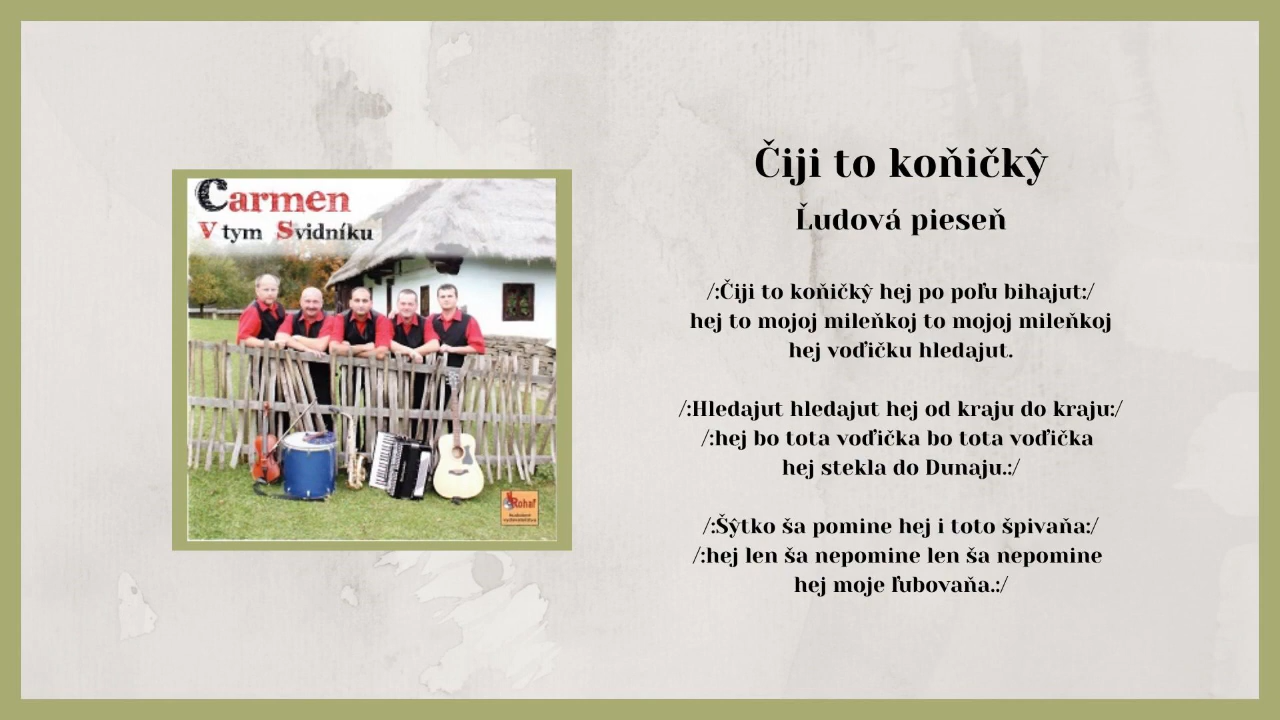 Carmen
V tym Svidníku
Rohaľ
Čiji to koňičkŷ
Ľudová pieseň
/:Čiji to koňičkŷ hej po poľu bihajut:/
hej to mojoj mileňkoj to mojoj mileňkoj
hej voďičku hledajut.
/:Hledajut hledajut hej od kraju do kraju:/
/:hej bo tota voďička bo tota voďička
hej stekla do Dunaju.:/
/:Šŷtko ša pomine hej i toto špivaňa:/
/:hej len ša nepomine len ša nepomine
hej moje ľubovaňa.:/